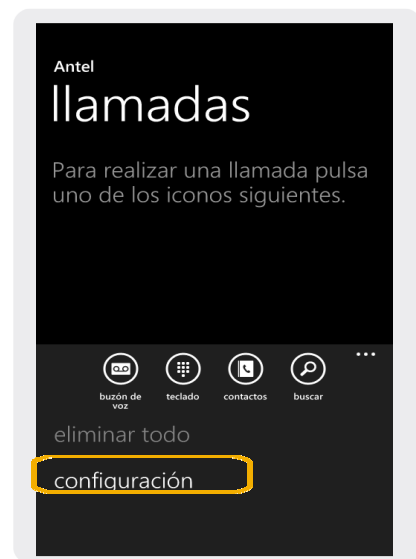 Antel
llamadas
Para realizar una llamada pulsa
uno de los iconos siguientes.
...
buzón de
voz
teclado
contactos
buscar
eliminar todo
configuración